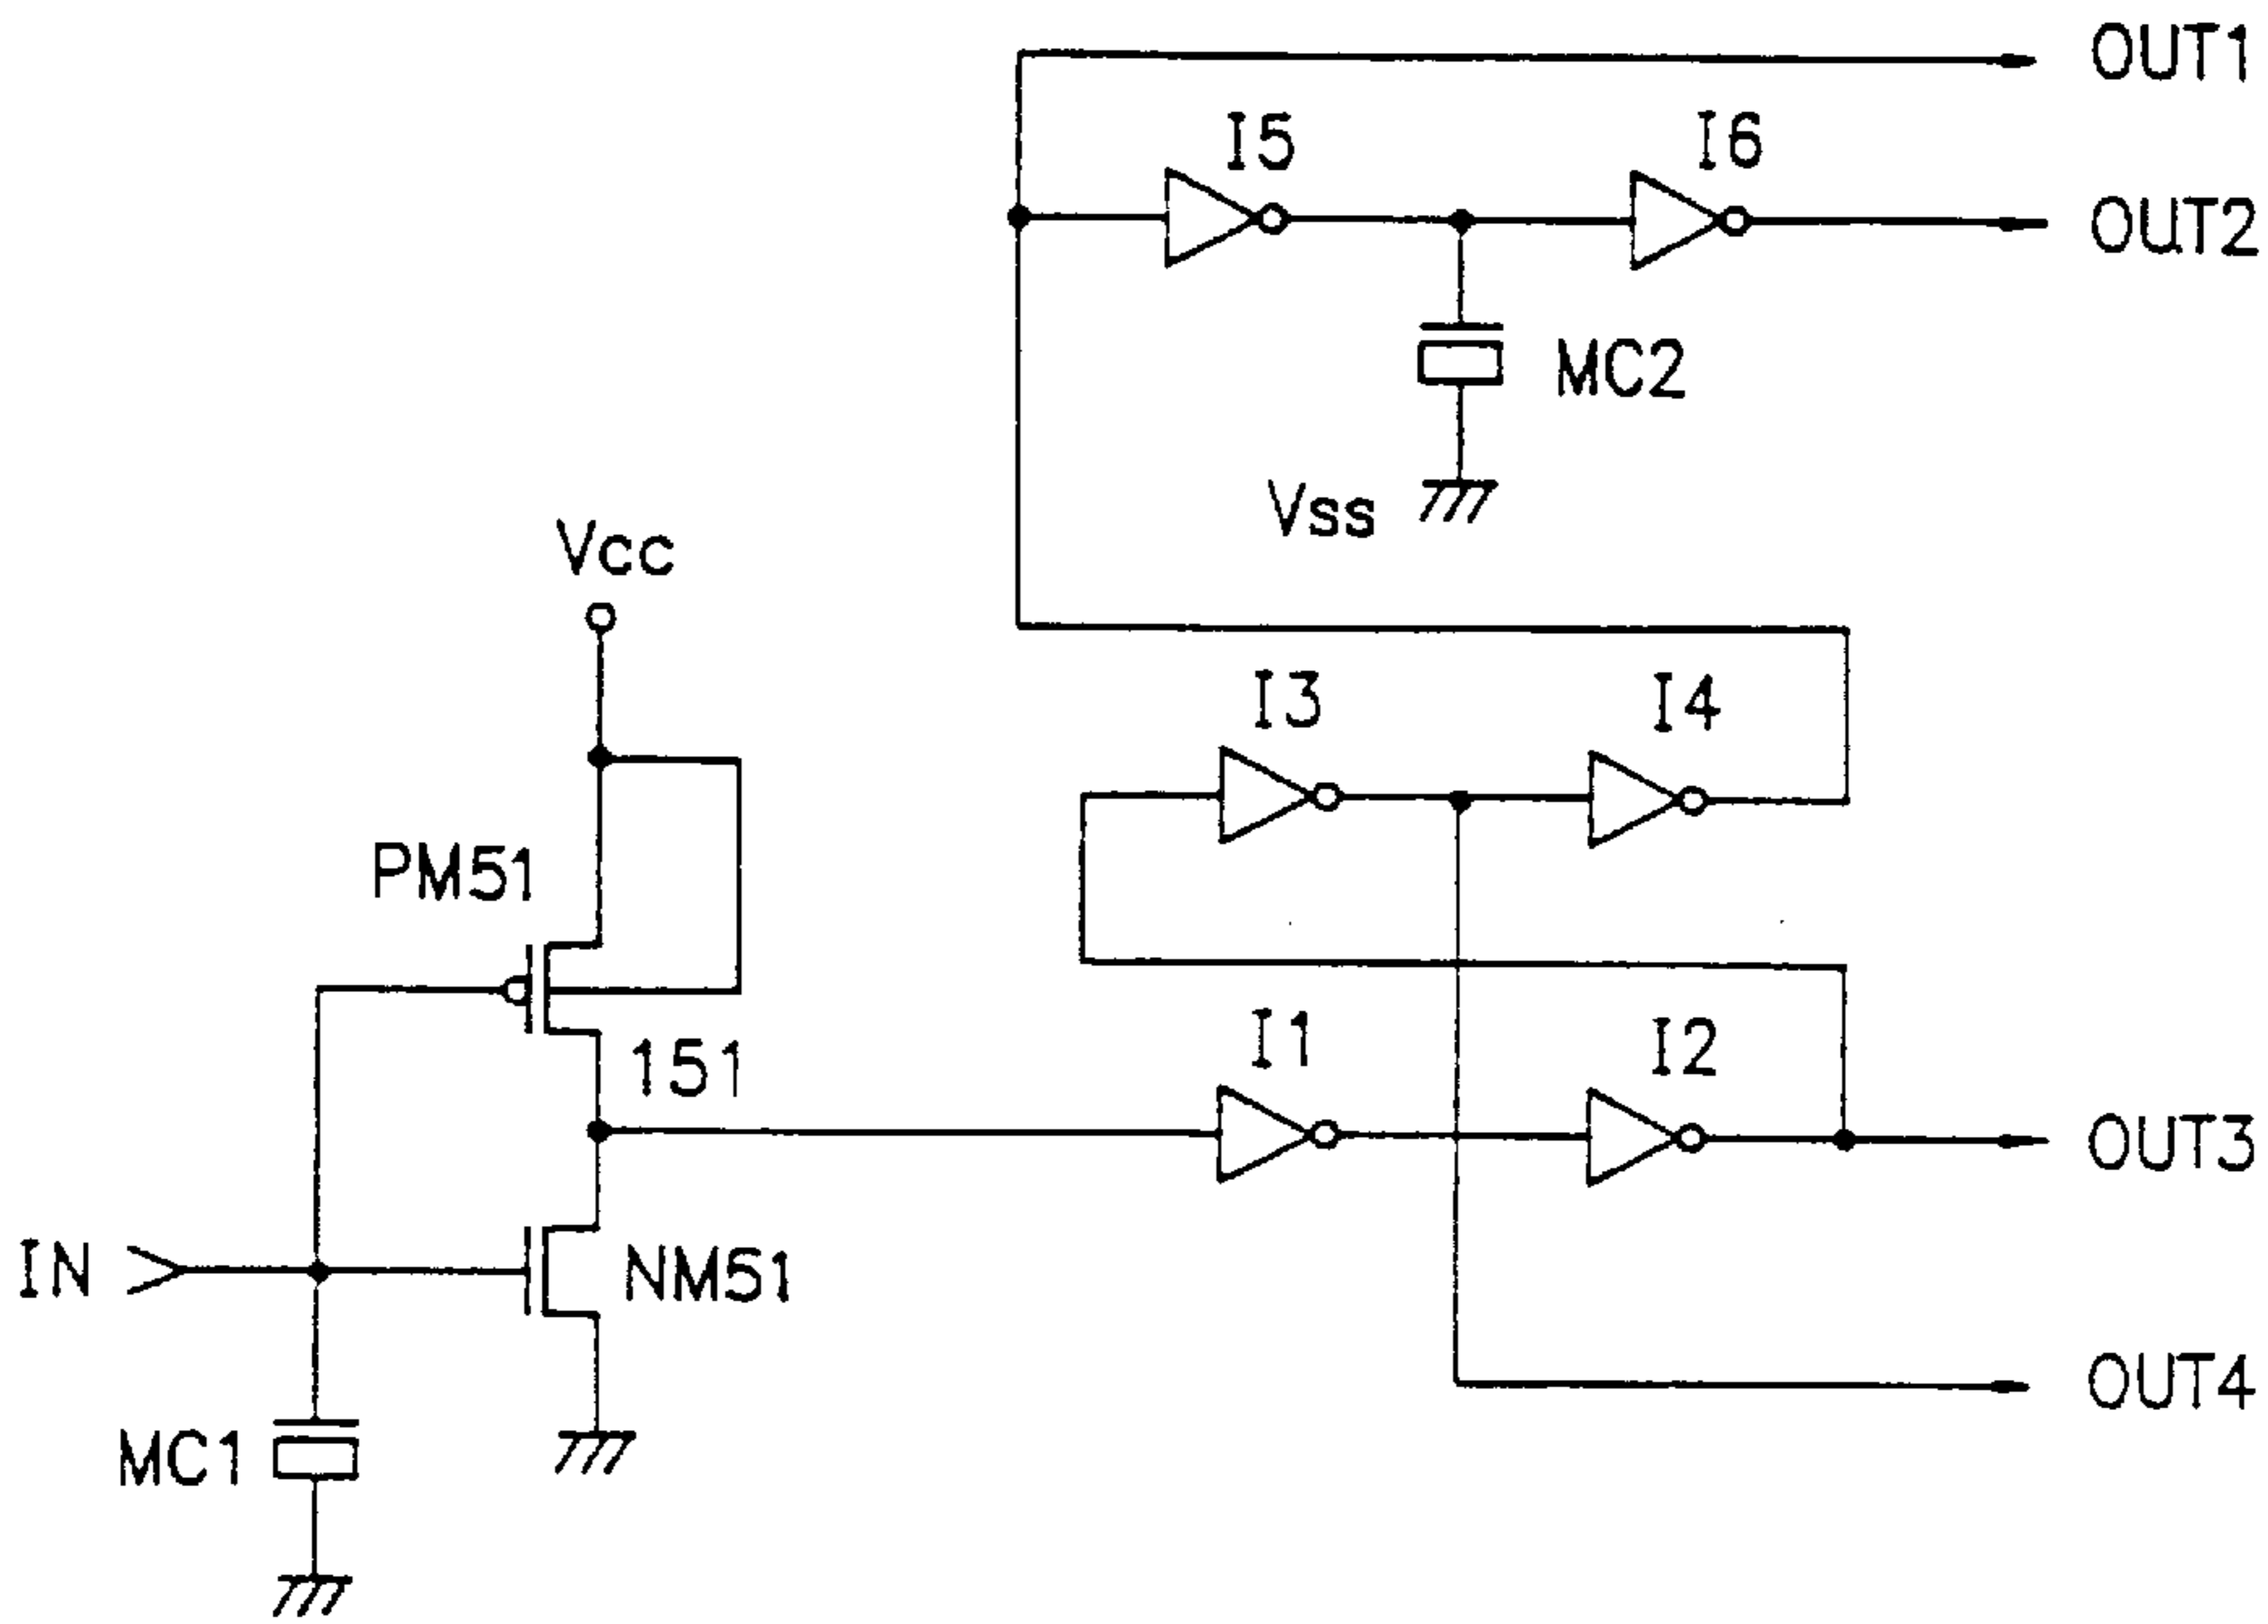 OUT1
I5
I6
OUT2
MC2
Vss
Vcc
I3
I4
PM51
151
I1
I2
OUT3
IN
NM51
OUT4
MC1